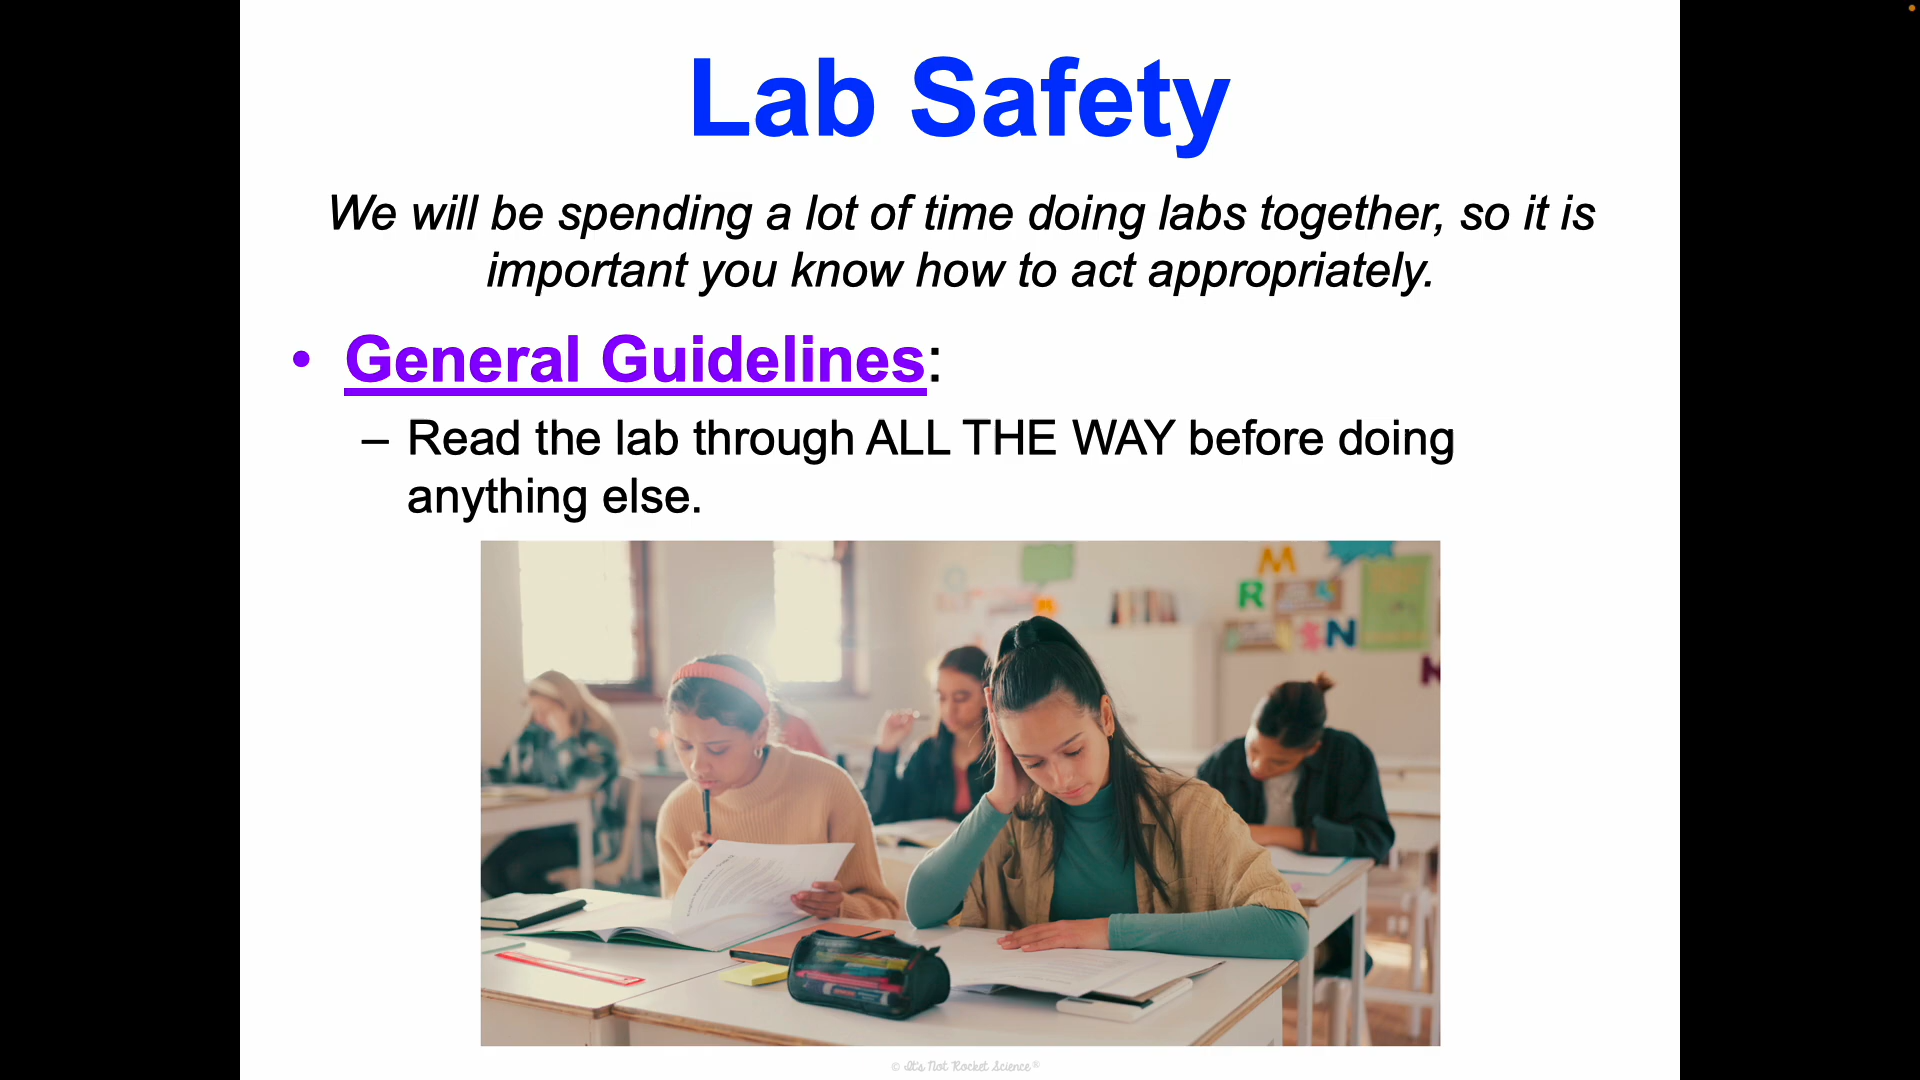 Lab Safety
We will be spending a lot of time doing labs together, so it is
important you know how to act appropriately.
• General Guidelines:
– Read the lab through ALL THE WAY before doing
anything else.
M
R
N
© It's Not Rocket Science®